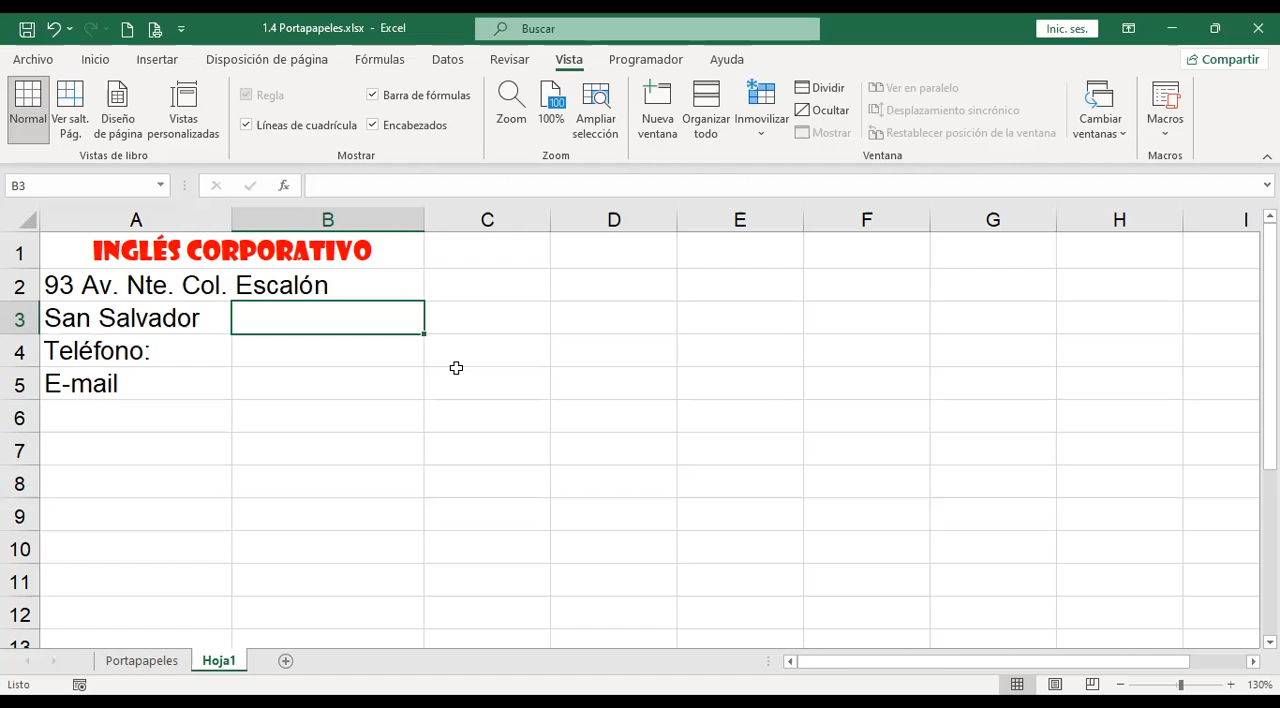 1.4 Portapapeles.xlsx - Excel
Buscar
Inic. ses.
Archivo Inicio Insertar Disposición de página Fórmulas Datos Revisar Vista Programador Ayuda
Compartir
Normal
Ver salt. Pág.
Diseño de página
Vistas personalizadas
Vistas de libro
Regla
Barra de fórmulas
Líneas de cuadrícula
Encabezados
Mostrar
Zoom
100
100%
Ampliar selección
Zoom
Nueva ventana
Organizar todo
Inmovilizar
Dividir
Ocultar
Mostrar
Ver en paralelo
Desplazamiento sincrónico
Restablecer posición de la ventana
Cambiar ventanas
Ventana
Macros
Macros
B3
fx
A B C D E F G H I
1 INGLÉS CORPORATIVO
2 93 Av. Nte. Col. Escalón
3 San Salvador
4 Teléfono:
5 E-mail
6
7
8
9
10
11
12
13
Portapapeles Hoja1
Listo
130%